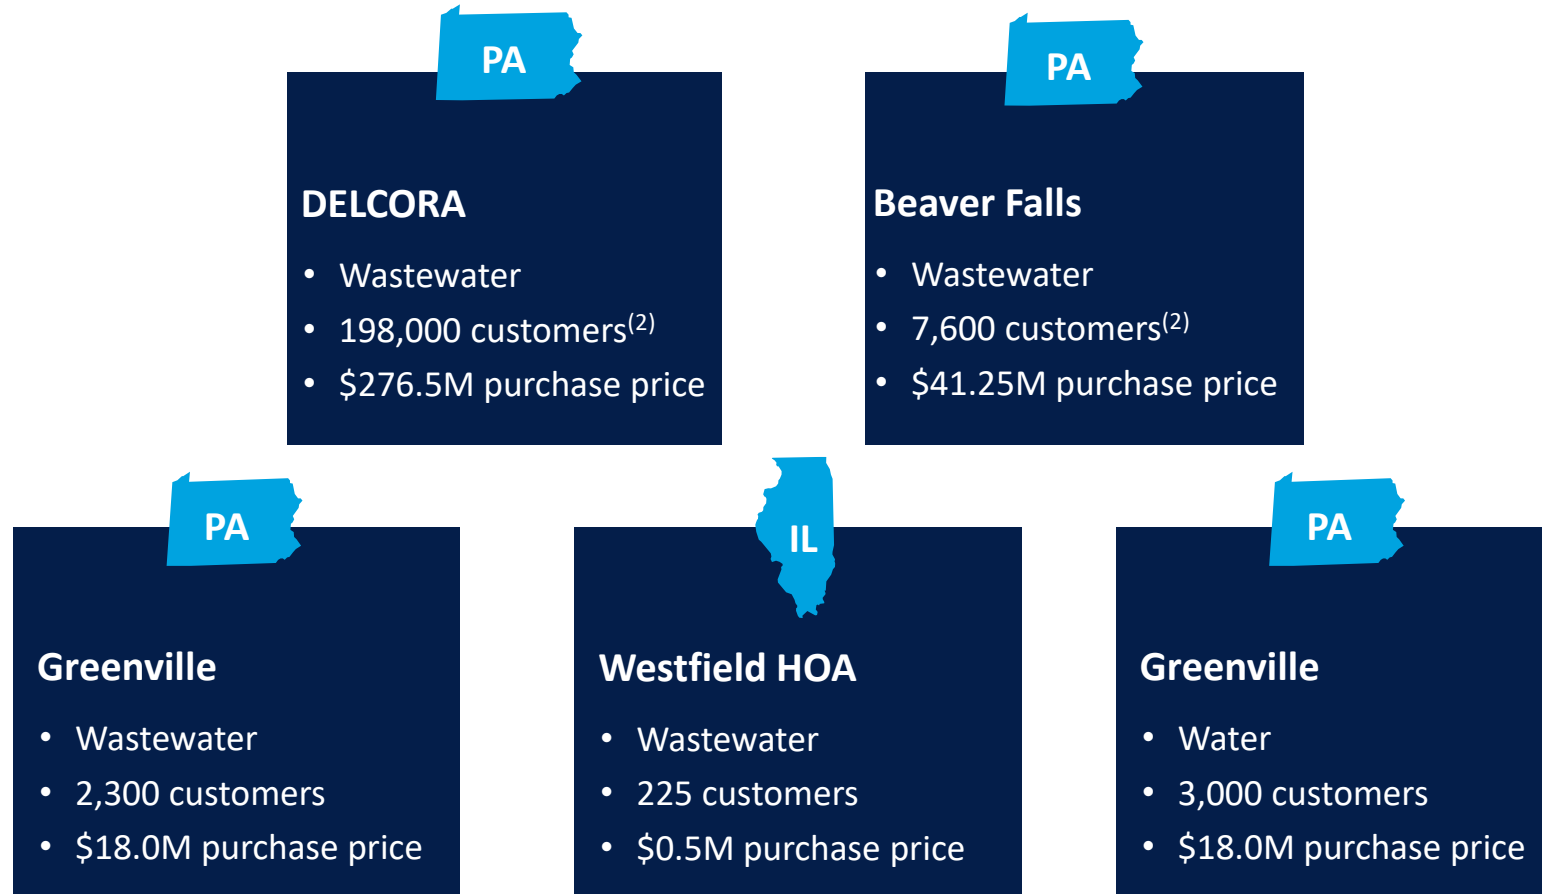 PA
DELCORA
• Wastewater
• 198,000 customers(2)
• $276.5M purchase price
PA
Beaver Falls
• Wastewater
• 7,600 customers(2)
• $41.25M purchase price
PA
Greenville
• Wastewater
• 2,300 customers
• $18.0M purchase price
IL
Westfield HOA
• Wastewater
• 225 customers
• $0.5M purchase price
PA
Greenville
• Water
• 3,000 customers
• $18.0M purchase price